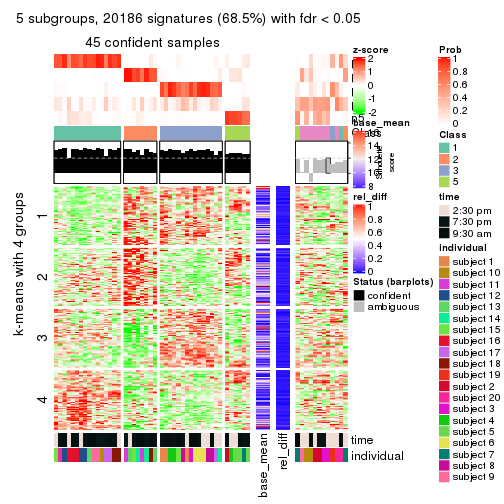 5 subgroups, 20186 signatures (68.5%) with fdr < 0.05
45 confident samples
k-means with 4 groups
1
2
3
4
base_mean
rel_diff
time
individual
z-score
2
1
0
-1
-2
base_mean
16
14
12
10
8
Silhouette
score
rel_diff
1
0.8
0.6
0.4
0.2
0
Status (barplots)
confident
ambiguous
Prob
1
0.8
0.6
0.4
0.2
0
Class
1
2
3
5
time
2:30 pm
7:30 pm
9:30 am
individual
subject 1
subject 10
subject 11
subject 12
subject 13
subject 14
subject 15
subject 16
subject 17
subject 18
subject 19
subject 2
subject 20
subject 3
subject 4
subject 5
subject 6
subject 7
subject 8
subject 9